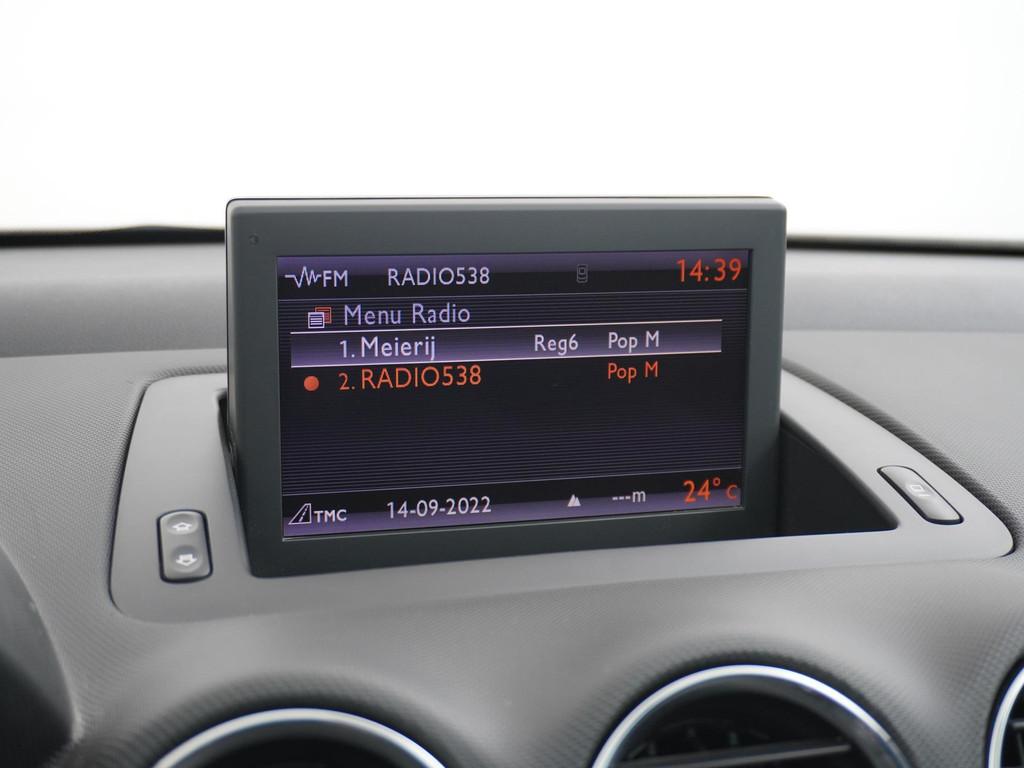 FM RADIO538 14:39
Menu Radio
1. Meierij Reg6 Pop M
2. RADIO538 Pop M
TMC 14-09-2022 ---m 24° C